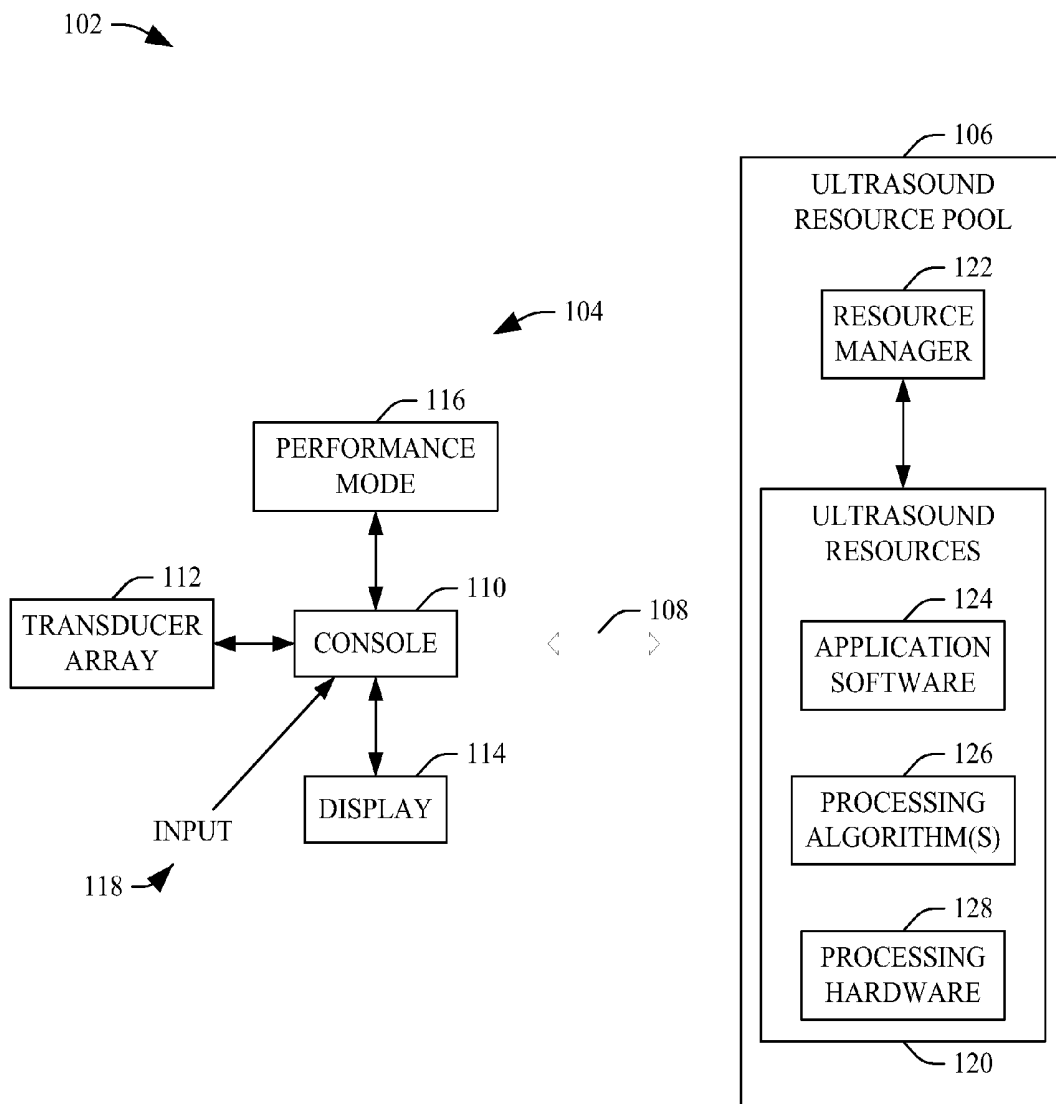 102
106
ULTRASOUND
RESOURCE POOL
122
RESOURCE
MANAGER
104
116
PERFORMANCE
MODE
ULTRASOUND
RESOURCES
112
TRANSDUCER
ARRAY
110
CONSOLE
108
124
APPLICATION
SOFTWARE
114
DISPLAY
126
PROCESSING
ALGORITHM(S)
INPUT
118
128
PROCESSING
HARDWARE
120